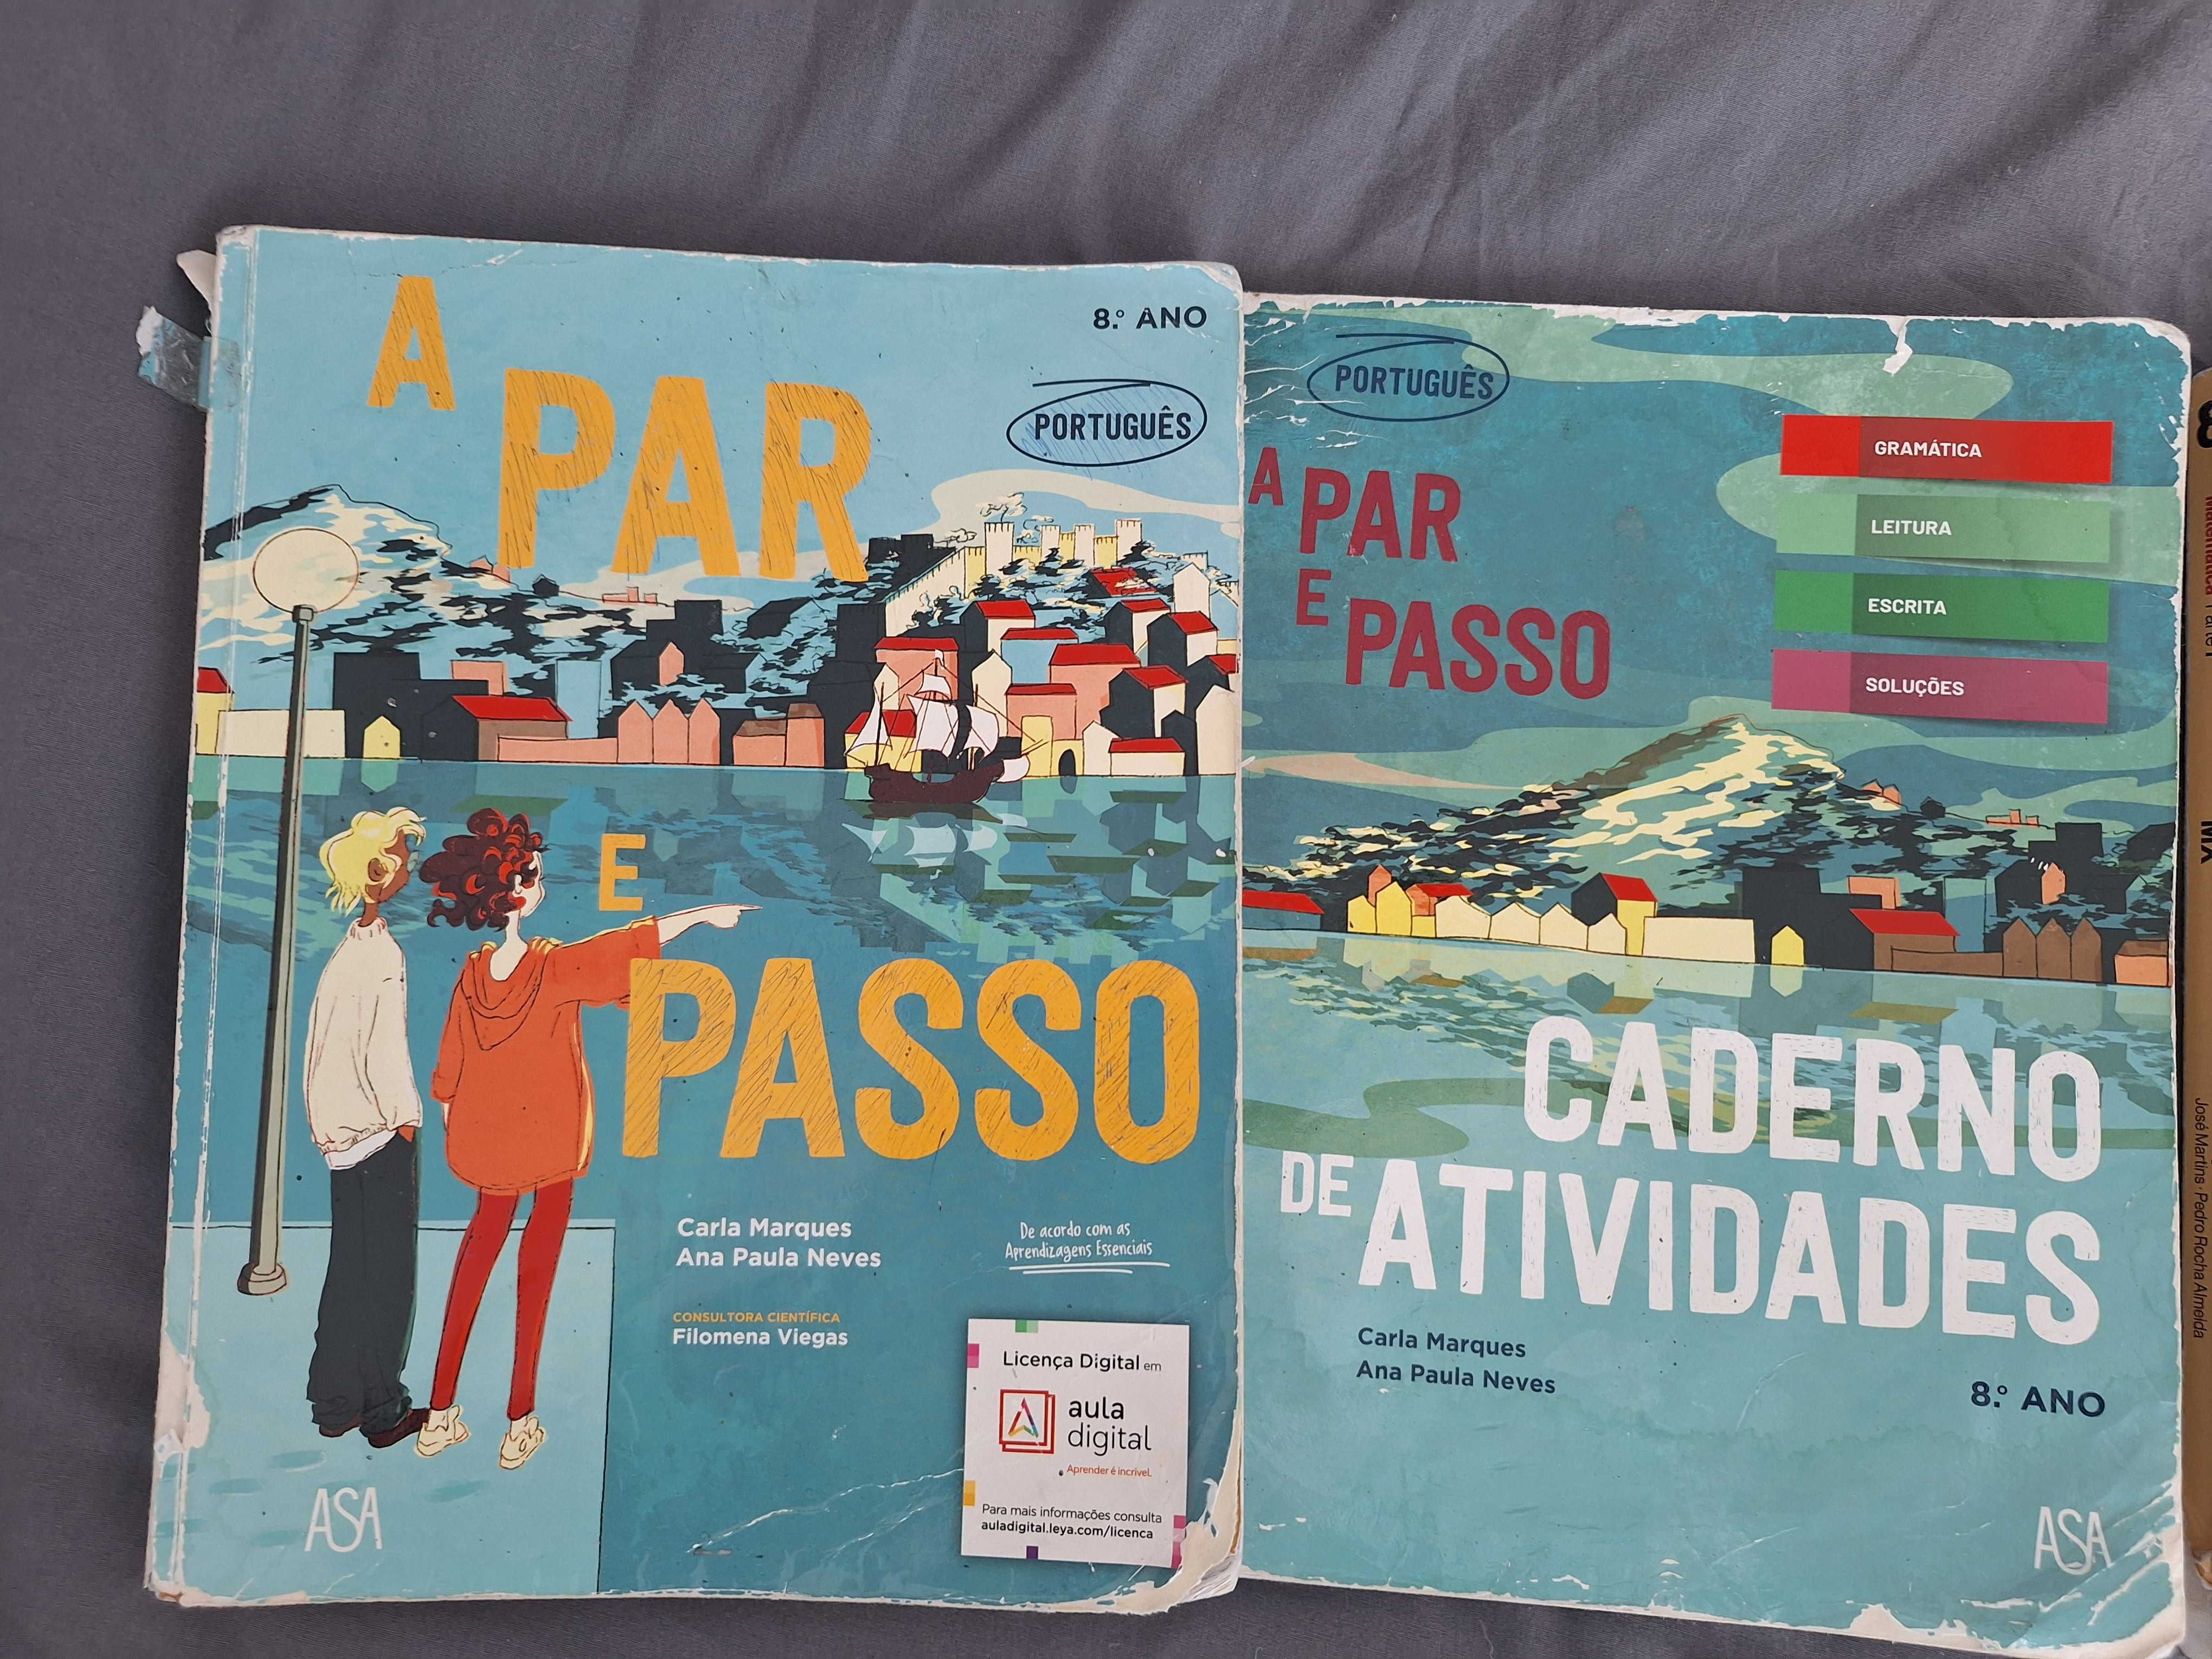 A
PAR
E
PASSO
8.º ANO
PORTUGUÊS
Carla Marques
Ana Paula Neves
De acordo com as
Aprendizagens Essenciais
CONSULTORA CIENTÍFICA
Filomena Viegas
Licença Digital em
aula
digital
Aprender é incrível.
Para mais informações consulta
auladigital.leya.com/licenca
ASA
PORTUGUÊS
A PAR
E
PASSO
GRAMÁTICA
LEITURA
ESCRITA
SOLUÇÕES
CADERNO
DE ATIVIDADES
Carla Marques
Ana Paula Neves
8.º ANO
ASA
8
José Martins · Pedro Rocha Almeida